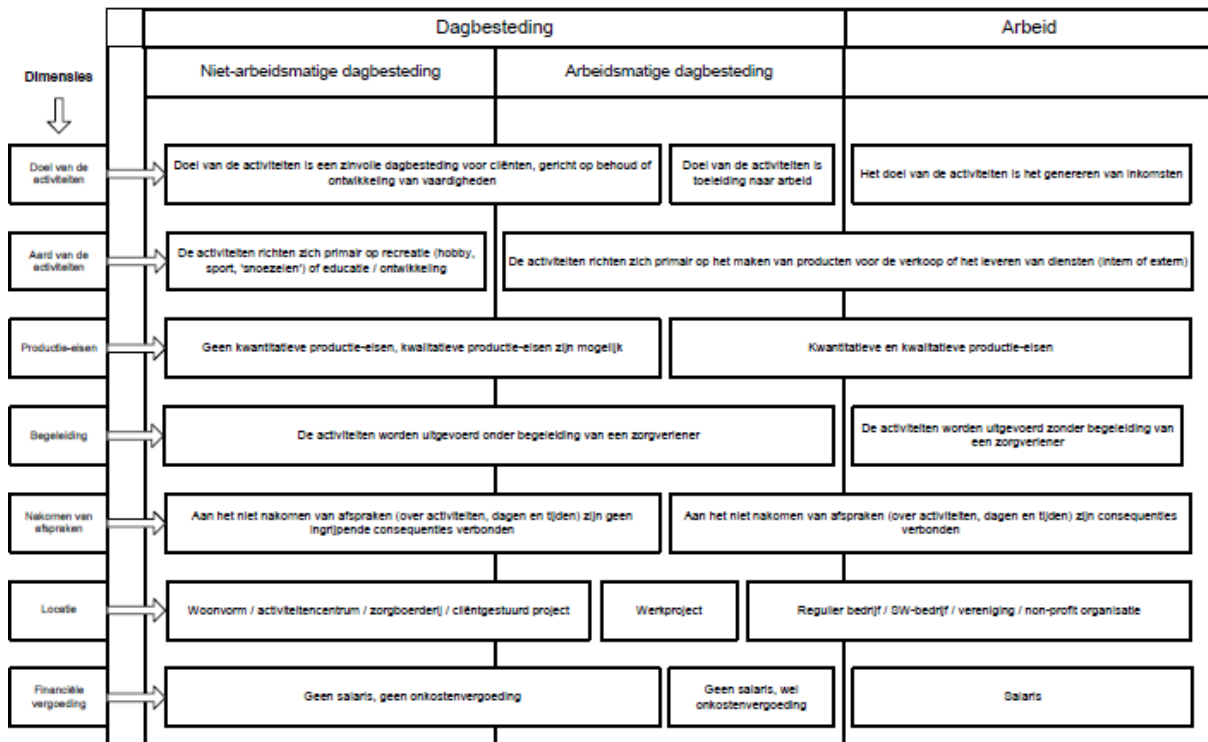 Dagbesteding
Arbeid
Dimensies
Niet-arbeidsmatige dagbesteding
Arbeidsmatige dagbesteding
Doel van de
activiteiten
Doel van de activiteiten is een zinvolle dagbesteding voor cliënten, gericht op behoud of
ontwikkeling van vaardigheden
Doel van de activiteiten is
toeleiding naar arbeid
Het doel van de activiteiten is het genereren van inkomsten
Aard van de
activiteiten
De activiteiten richten zich primair op recreatie (hobby,
sport, 'snoezelen') of educatie / ontwikkeling
De activiteiten richten zich primair op het maken van producten voor de verkoop of het leveren van diensten (intern of extern)
Productie-eisen
Geen kwantitatieve productie-eisen, kwalitatieve productie-eisen zijn mogelijk
Kwantitatieve en kwalitatieve productie-eisen
Begeleiding
De activiteiten worden uitgevoerd onder begeleiding van een zorgverlener
De activiteiten worden uitgevoerd zonder begeleiding van
een zorgverlener
Nakomen van
afspraken
Aan het niet nakomen van afspraken (over activiteiten, dagen en tijden) zijn geen
ingrijpende consequenties verbonden
Aan het niet nakomen van afspraken (over activiteiten, dagen en tijden) zijn consequenties
verbonden
Locatie
Woonvorm / activiteitencentrum / zorgboerderij / cliëntgestuurd project
Werkproject
Regulier bedrijf / SW-bedrijf / vereniging / non-profit organisatie
Financiële
vergoeding
Geen salaris, geen onkostenvergoeding
Geen salaris, wel
onkostenvergoeding
Salaris